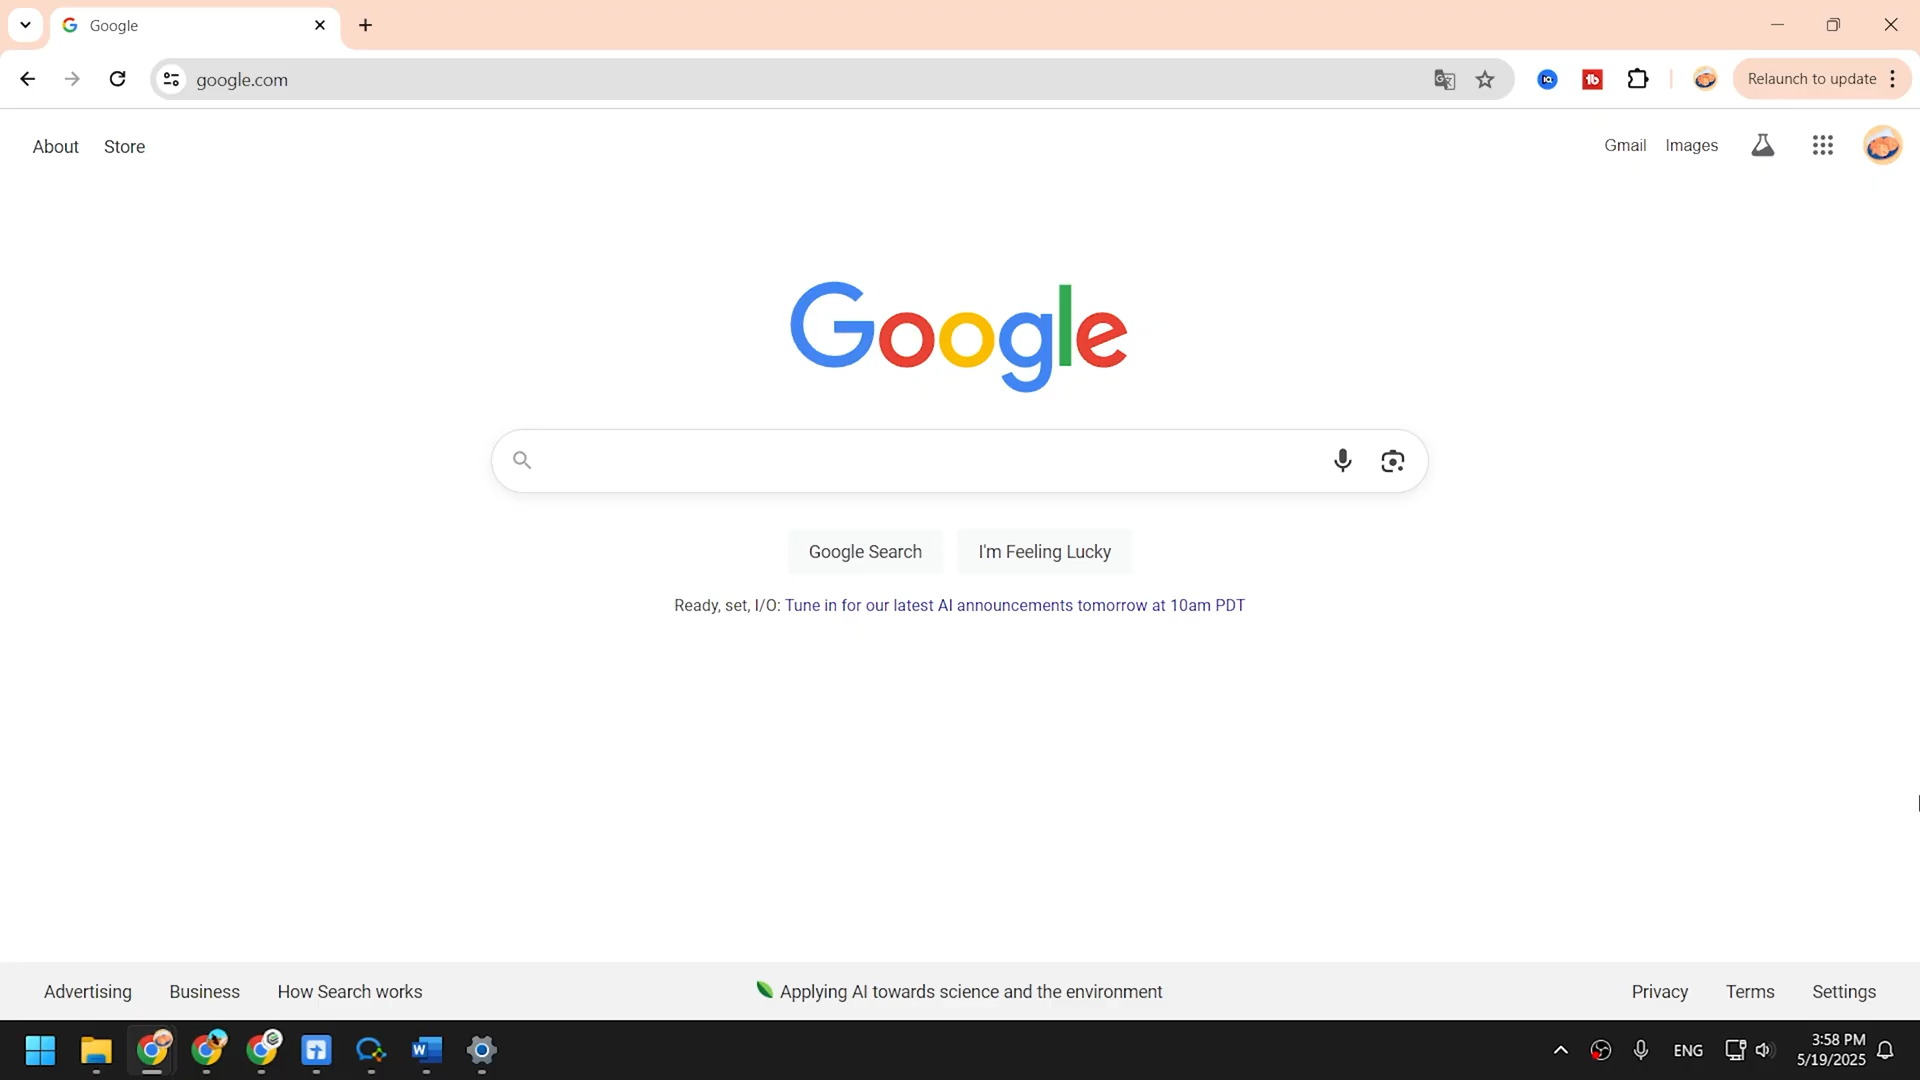 Google
google.com
Relaunch to update
About Store
Gmail Images
Google
Google Search I'm Feeling Lucky
Ready, set, I/O: Tune in for our latest AI announcements tomorrow at 10am PDT
Advertising Business How Search works
Applying AI towards science and the environment
Privacy Terms Settings
ENG
3:58 PM
5/19/2025